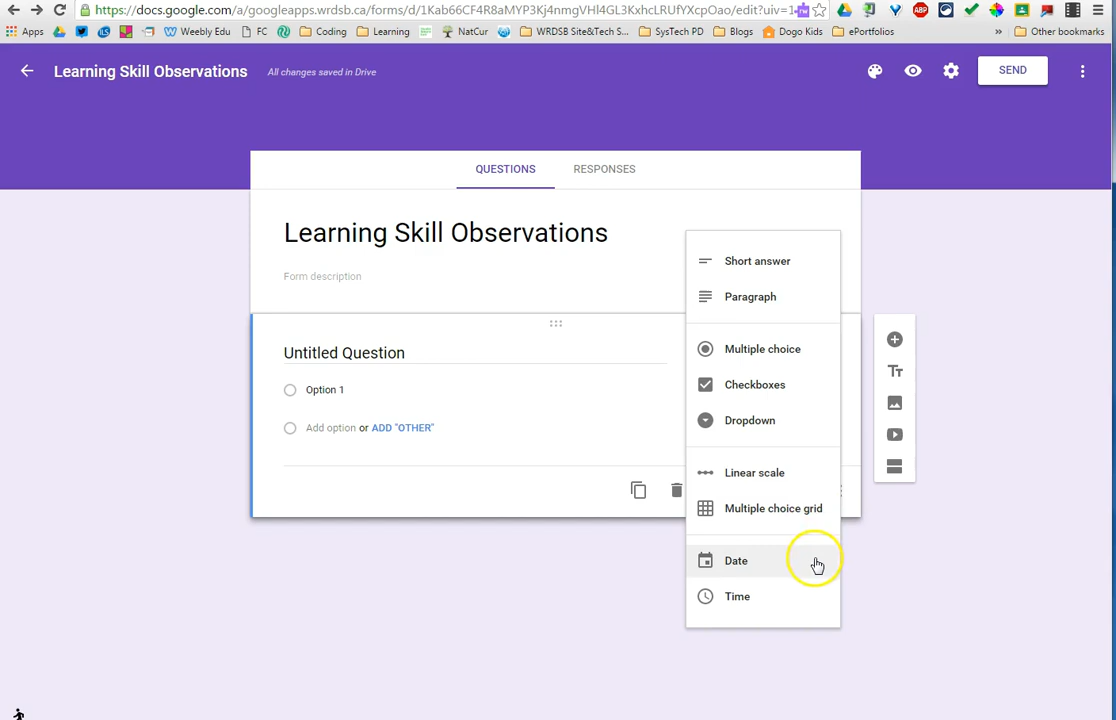 https://docs.google.com/a/googleapps.wrdsb.ca/forms/d/1Kab66CF4R8aMYP3Kj4nmgVHl4GL3KxhcLRUfYXcpOao/edit?uiv=1
Apps Weebly Edu FC Coding Learning NatCur WRDSB Site&Tech S... SysTech PD Blogs Dogo Kids ePortfolios » Other bookmarks
Learning Skill Observations All changes saved in Drive SEND
QUESTIONS RESPONSES
Learning Skill Observations
Form description
Untitled Question
Option 1
Add option or ADD "OTHER"
Short answer
Paragraph
Multiple choice
Checkboxes
Dropdown
Linear scale
Multiple choice grid
Date
Time